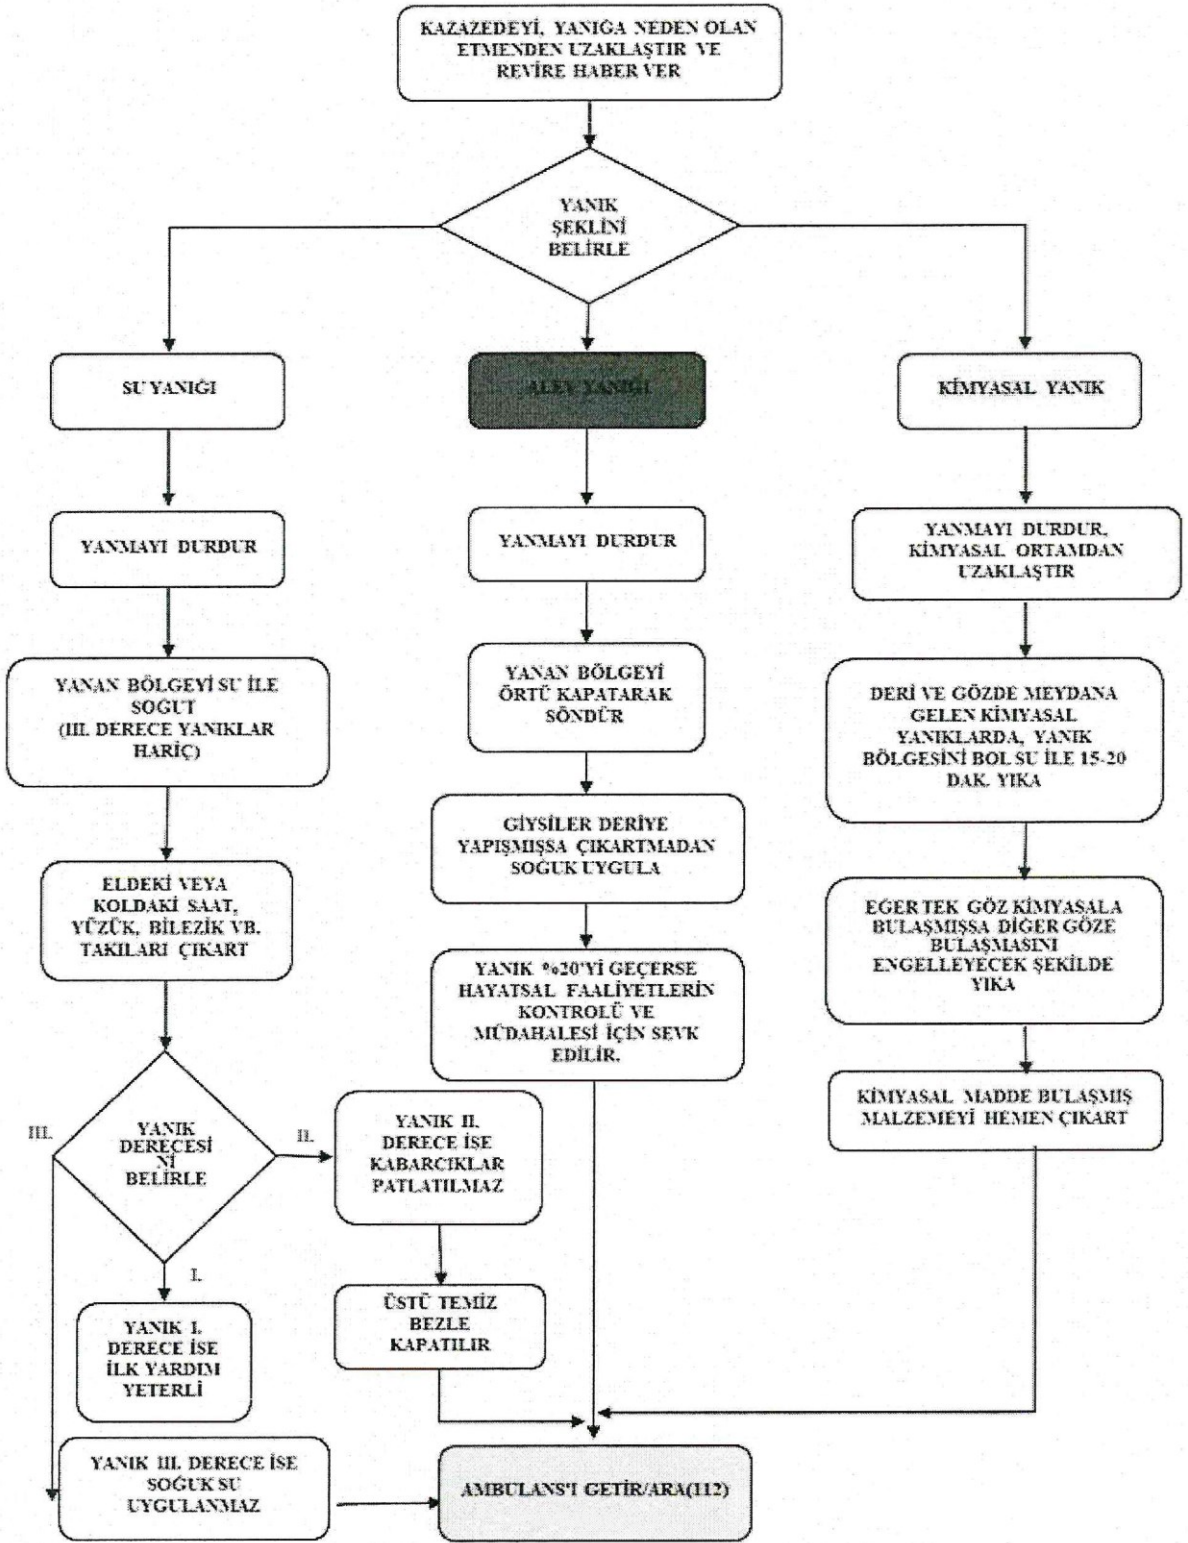 KAZAZEDEYİ, YANIĞA NEDEN OLAN
ETMENDEN UZAKLAŞTIR VE
REVİRE HABER VER
YANIK
ŞEKLİNİ
BELİRLE
SU YANIĞI
ALEV YANIĞI
KİMYASAL YANIK
YANMAYI DURDUR
YANMAYI DURDUR
YANMAYI DURDUR,
KİMYASAL ORTAMDAN
UZAKLAŞTIR
YANAN BÖLGEYİ SU İLE
SOĞUT
(III. DERECE YANIKLAR
HARİÇ)
YANAN BÖLGEYİ
ÖRTÜ KAPATARAK
SÖNDÜR
DERİ VE GÖZDE MEYDANA
GELEN KİMYASAL
YANIKLARDA, YANIK
BÖLGESİNİ BOL SU İLE 15-20
DAK. YIKA
GİYSİLER DERİYE
YAPIŞMIŞSA ÇIKARTMADAN
SOĞUK UYGULA
ELDEKİ VEYA
KOLDAKİ SAAT,
YÜZÜK, BİLEZİK VB.
TAKILARI ÇIKART
EĞER TEK GÖZ KİMYASALA
BULAŞMIŞSA DİĞER GÖZE
BULAŞMASINI
ENGELLEYECEK ŞEKİLDE
YIKA
YANIK %20'Yİ GEÇERSE
HAYATSAL FAALİYETLERİN
KONTROLÜ VE
MÜDAHALESİ İÇİN SEVK
EDİLİR.
KİMYASAL MADDE BULAŞMIŞ
MALZEMEYİ HEMEN ÇIKART
III.
YANIK
DERECESİ
Nİ
BELİRLE
II.
YANIK II.
DERECE İSE
KABARCIKLAR
PATLATILMAZ
I.
YANIK I.
DERECE İSE
İLK YARDIM
YETERLİ
ÜSTÜ TEMİZ
BEZLE
KAPATILIR
YANIK III. DERECE İSE
SOĞUK SU
UYGULANMAZ
AMBULANS'I GETİR/ARA(112)